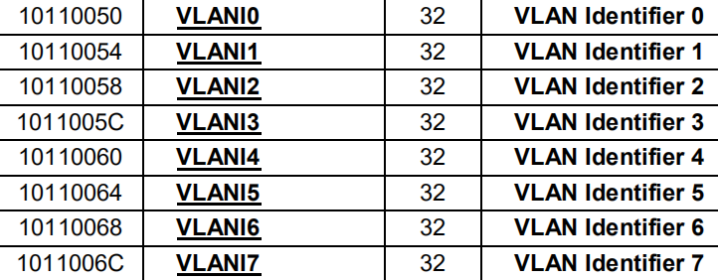 10110050 VLANI0 32 VLAN Identifier 0
10110054 VLANI1 32 VLAN Identifier 1
10110058 VLANI2 32 VLAN Identifier 2
1011005C VLANI3 32 VLAN Identifier 3
10110060 VLANI4 32 VLAN Identifier 4
10110064 VLANI5 32 VLAN Identifier 5
10110068 VLANI6 32 VLAN Identifier 6
1011006C VLANI7 32 VLAN Identifier 7